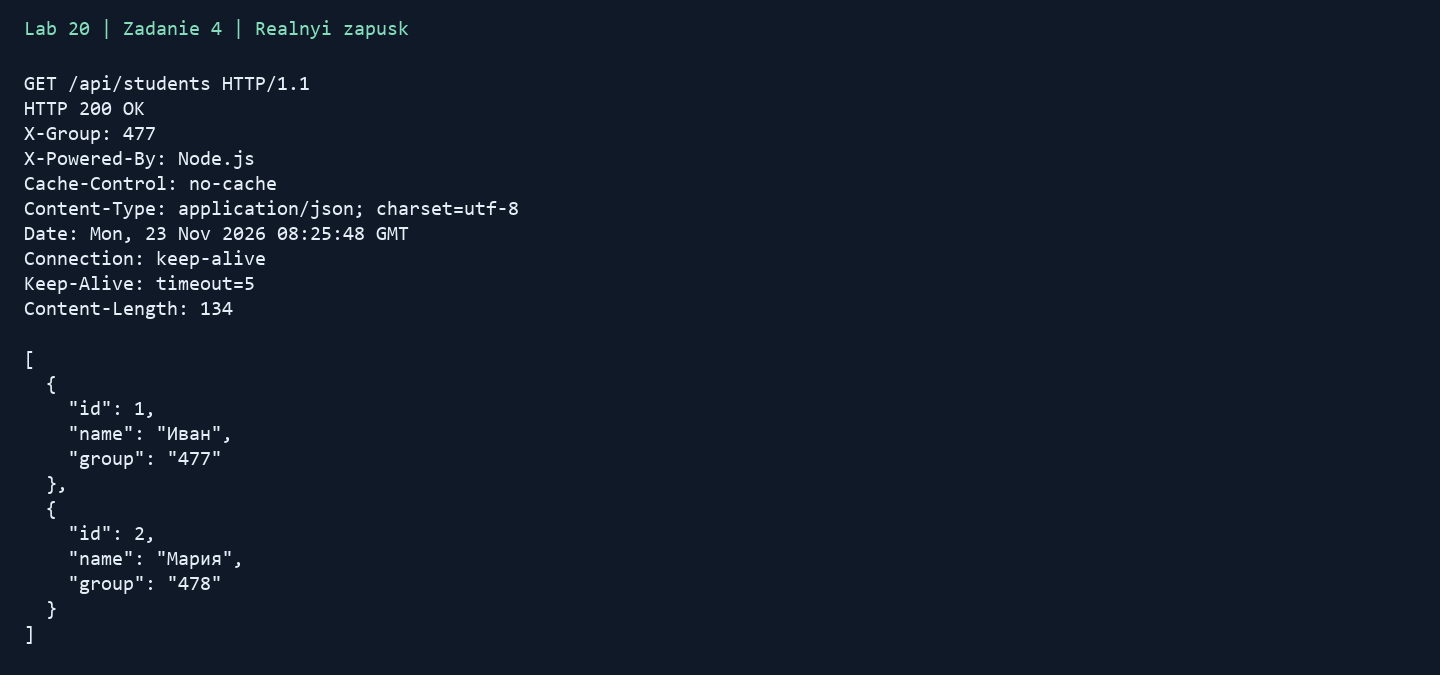 Lab 20 | Zadanie 4 | Realnyi zapusk
GET /api/students HTTP/1.1
HTTP 200 OK
X-Group: 477
X-Powered-By: Node.js
Cache-Control: no-cache
Content-Type: application/json; charset=utf-8
Date: Mon, 23 Nov 2026 08:25:48 GMT
Connection: keep-alive
Keep-Alive: timeout=5
Content-Length: 134
[
  {
    "id": 1,
    "name": "Иван",
    "group": "477"
  },
  {
    "id": 2,
    "name": "Мария",
    "group": "478"
  }
]